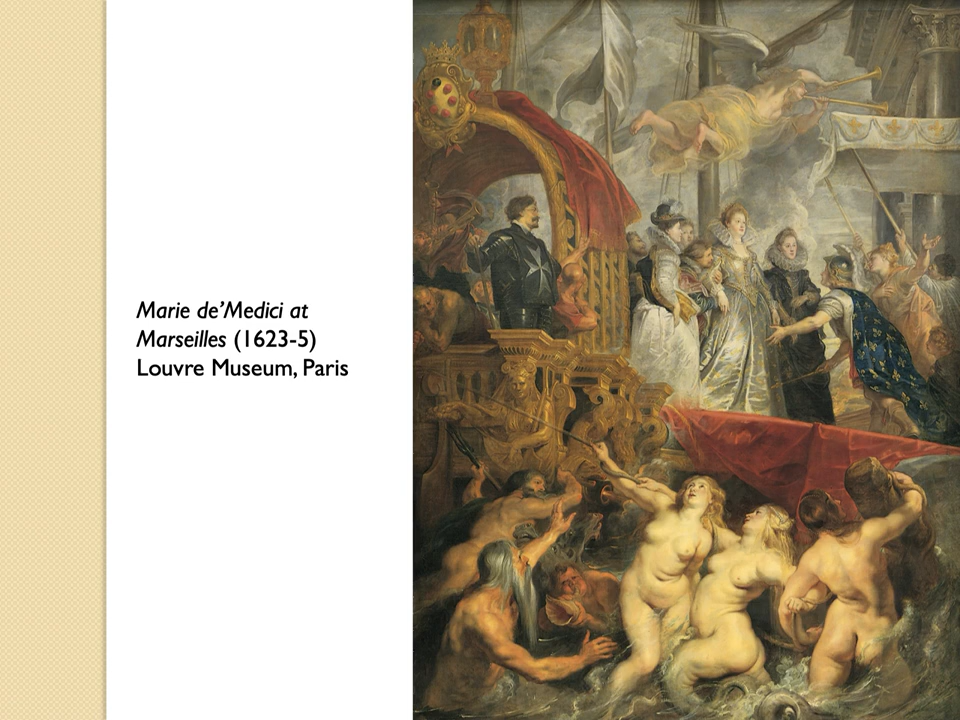 Marie de’Medici at
Marseilles (1623-5)
Louvre Museum, Paris